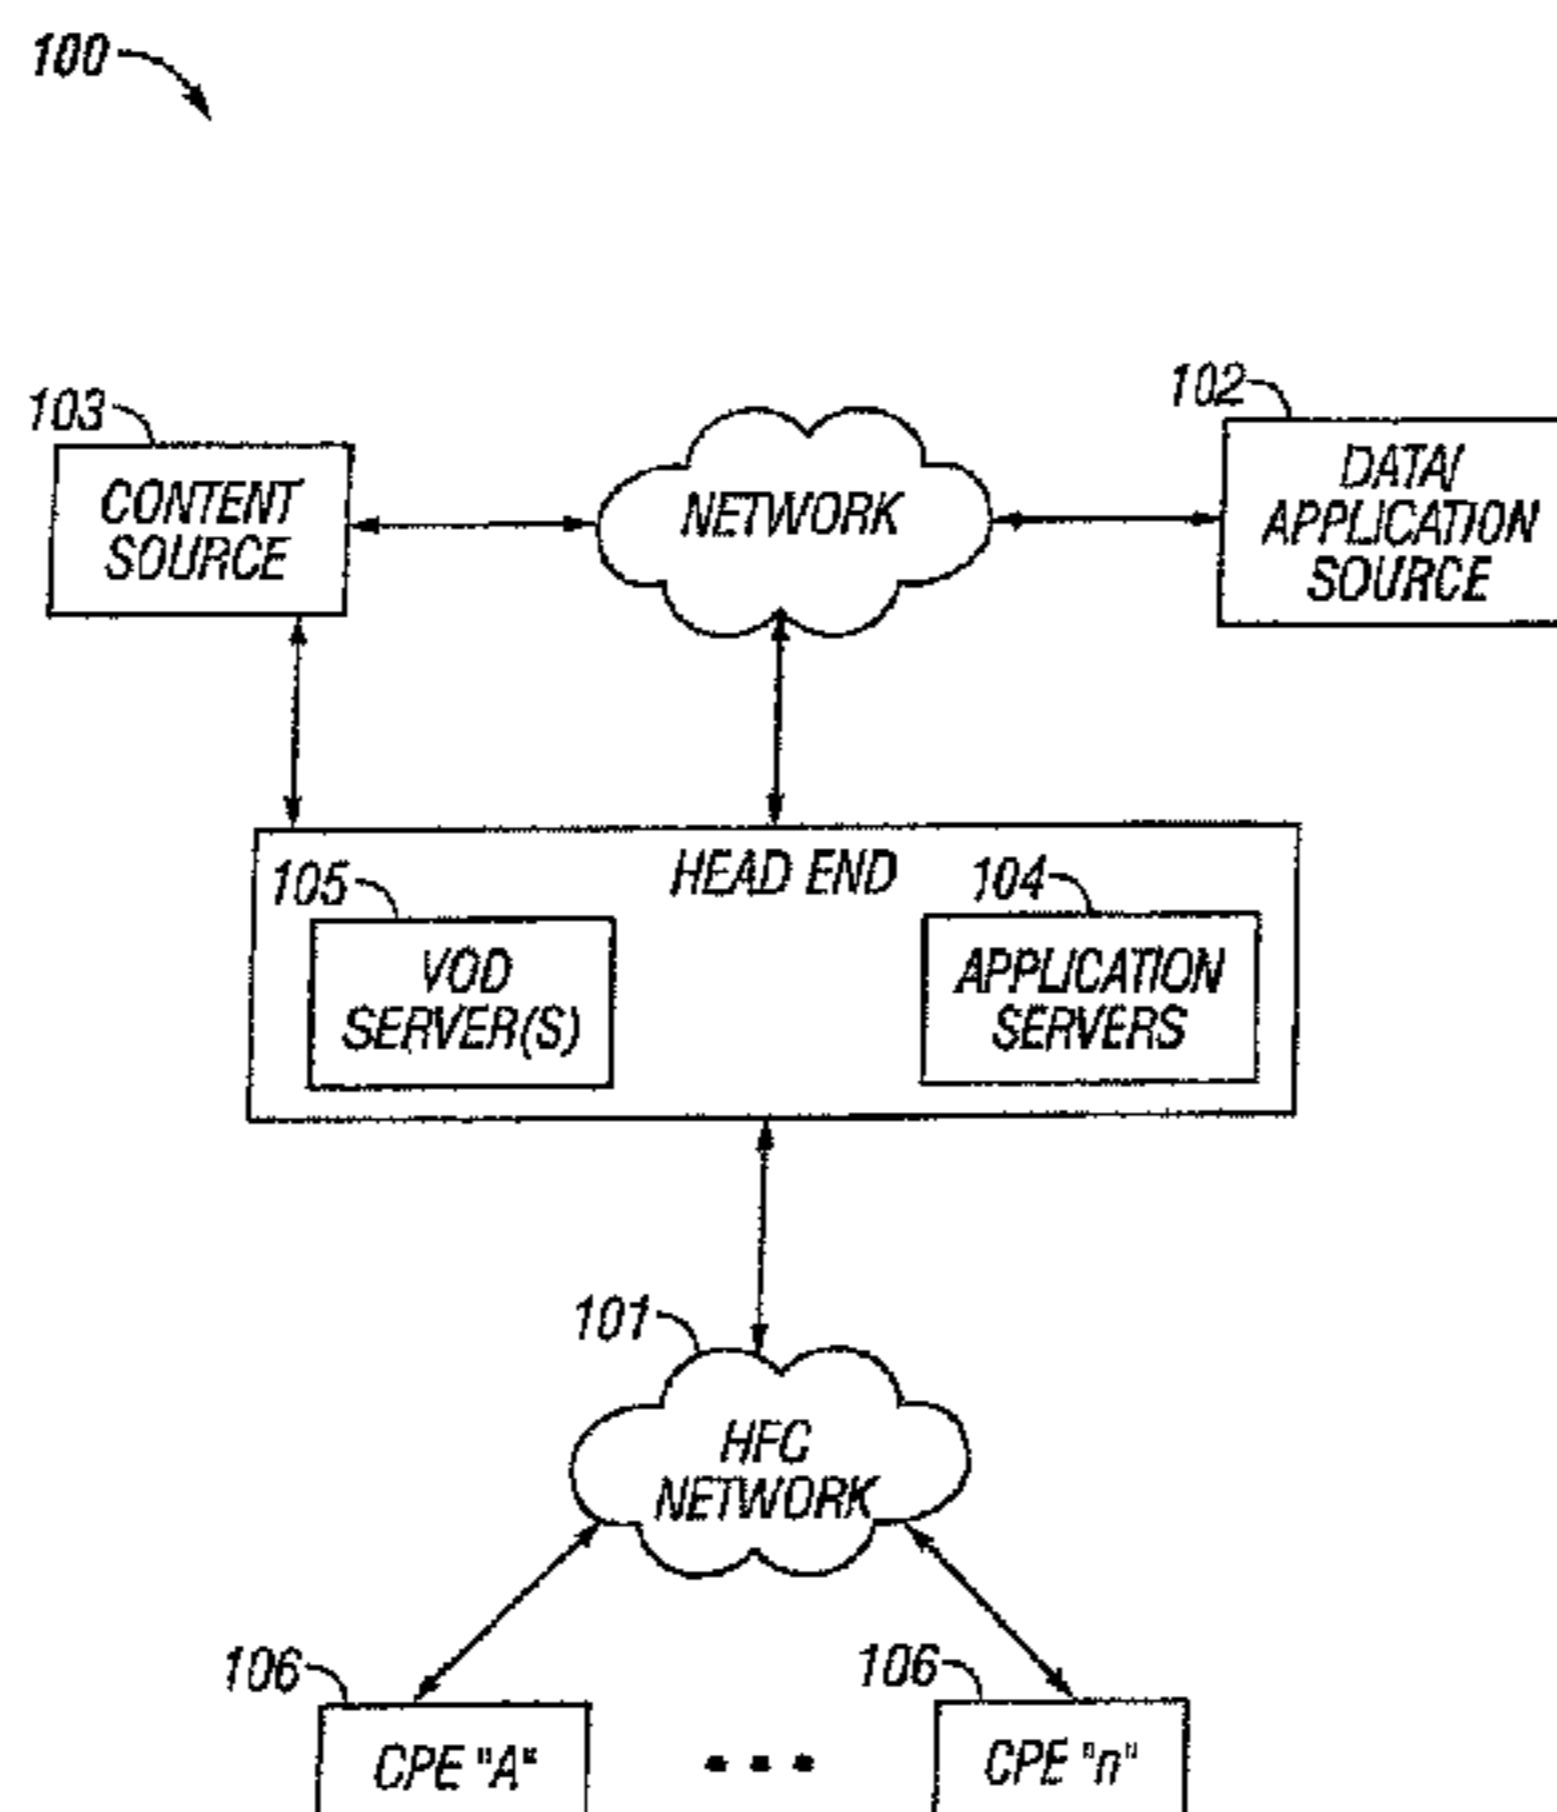 100
103
CONTENT
SOURCE
NETWORK
102
DATA/
APPLICATION
SOURCE
HEAD END
105
VOD
SERVER(S)
104
APPLICATION
SERVERS
101
HFC
NETWORK
106
CPE "A"
106
CPE "n"